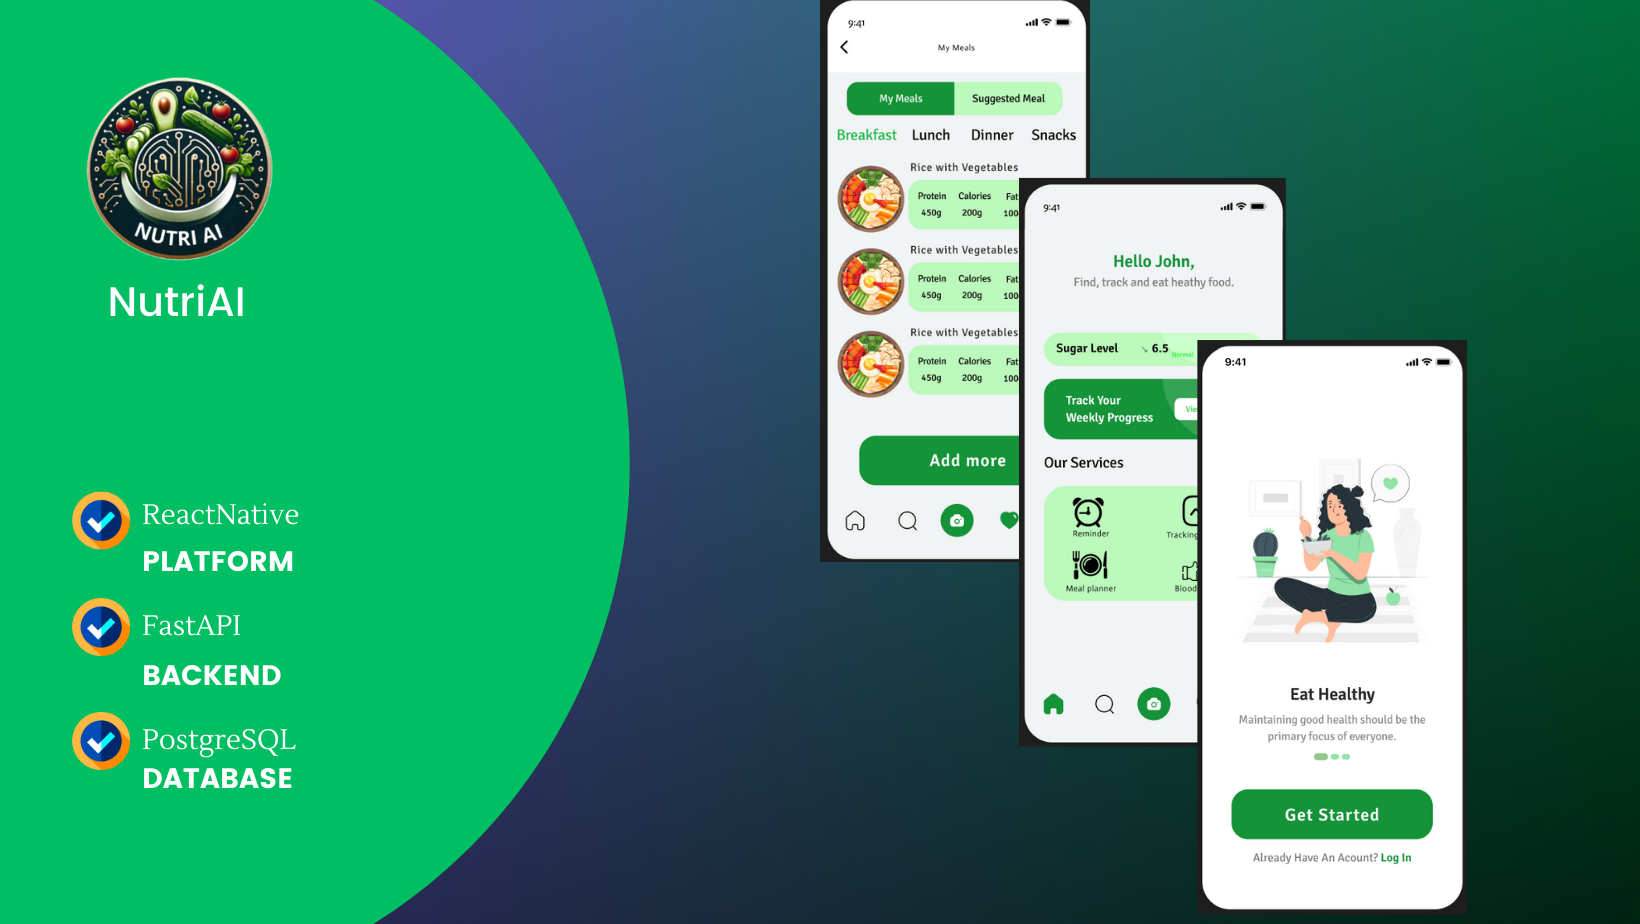 NUTRI AI
NutriAI
ReactNative
PLATFORM
FastAPI
BACKEND
PostgreSQL
DATABASE
9:41
My Meals
My Meals Suggested Meal
Breakfast Lunch Dinner Snacks
Rice with Vegetables
Protein Calories Fat
450g 200g 100
Rice with Vegetables
Protein Calories Fat
450g 200g 100
Rice with Vegetables
Protein Calories Fat
450g 200g 100
Add more
9:41
Hello John,
Find, track and eat heathy food.
Sugar Level 6.5 Normal
Track Your
Weekly Progress
Vie
Our Services
Reminder Tracking
Meal planner Blood
9:41
Eat Healthy
Maintaining good health should be the
primary focus of everyone.
Get Started
Already Have An Acount? Log In